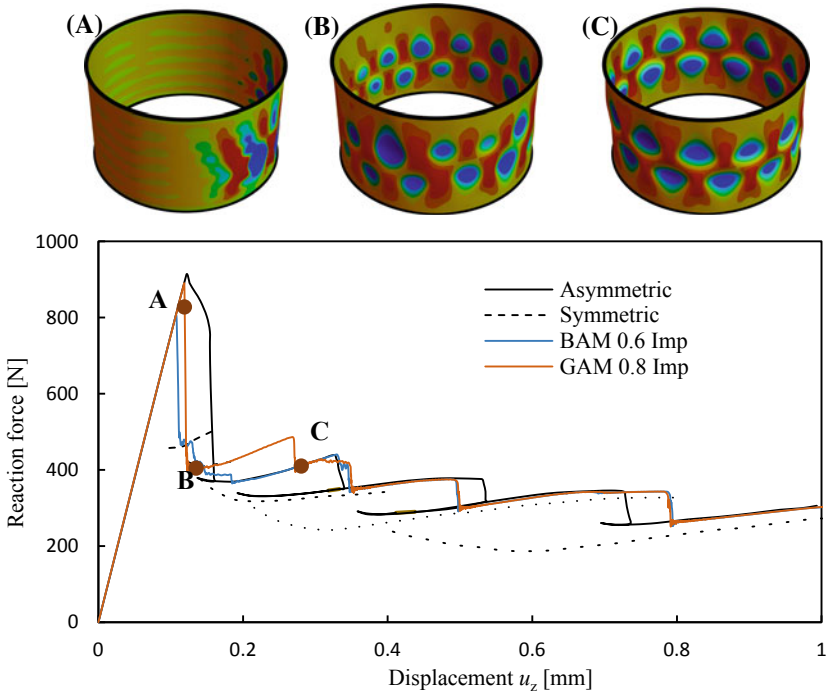 (A)
(B)
(C)
1000
800
600
400
200
0
Reaction force [N]
A
B
C
Asymmetric
Symmetric
BAM 0.6 Imp
GAM 0.8 Imp
0
0.2
0.4
0.6
0.8
1
Displacement uz [mm]